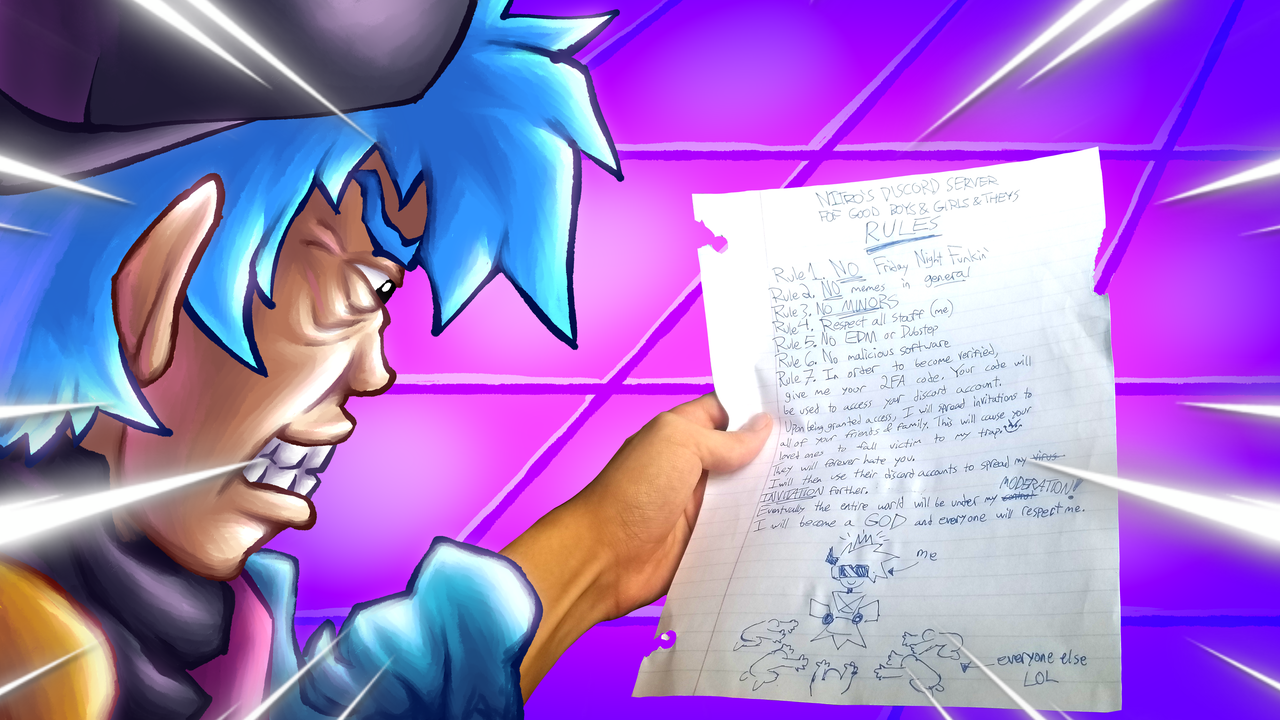 NITRO'S DISCORD SERVER
FOR GOOD BOYS & GIRLS & THEYS
RULES
Rule 1. NO Friday Night Funkin'
Rule 2. NO memes in general
Rule 3. NO MINORS
Rule 4. Respect all staff (me)
Rule 5. No EDM or Dubstep
Rule 6. No malicious software
Rule 7. In order to become verified,
give me your 2FA code. Your code will
be used to access your discord account.
Upon being granted access, I will spread invitations to
all of your friends & family. This will cause your
loved ones to fall victim to my trap.
They will forever hate you.
I will then use their discord accounts to spread my virus
INVITATION further. MODERATION!!
Eventually the entire world will be under my control
I will become a GOD and everyone will respect me.
me
everyone else
LOL